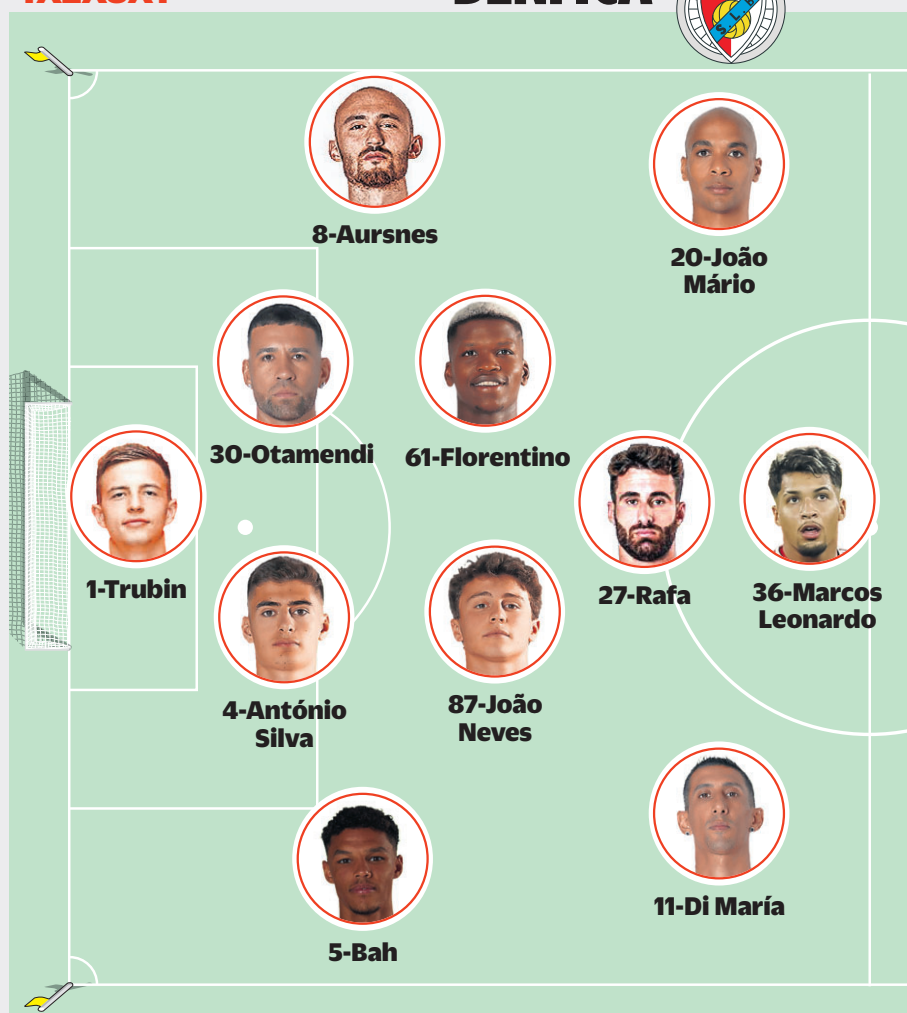 BENFICA
S. L. B.
8-Aursnes
20-João
Mário
30-Otamendi
61-Florentino
1-Trubin
27-Rafa
36-Marcos
Leonardo
4-António
Silva
87-João
Neves
11-Di María
5-Bah